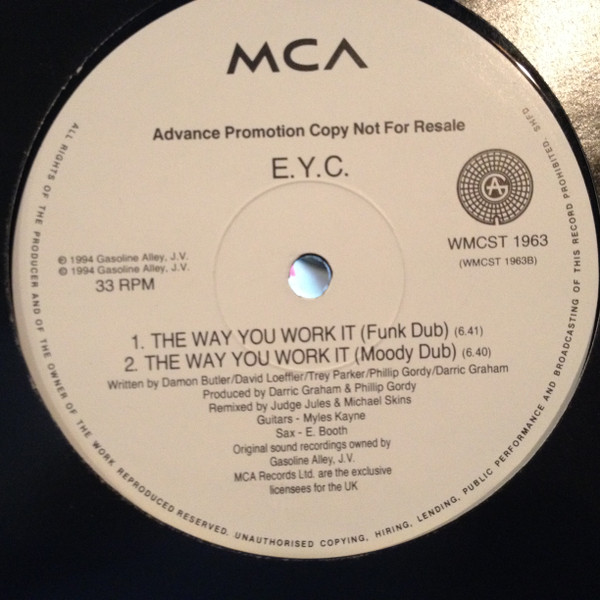 MCA
Advance Promotion Copy Not For Resale
E.Y.C.
AG
WMCST 1963
(WMCST 1963B)
℗ 1994 Gasoline Alley, J.V.
© 1994 Gasoline Alley, J.V.
33 RPM
1. THE WAY YOU WORK IT (Funk Dub) (6.41)
2. THE WAY YOU WORK IT (Moody Dub) (6.40)
Written by Damon Butler/David Loeffler/Trey Parker/Phillip Gordy/Darric Graham
Produced by Darric Graham & Phillip Gordy
Remixed by Judge Jules & Michael Skins
Guitars - Myles Kayne
Sax - E. Booth
Original sound recordings owned by
Gasoline Alley, J.V.
MCA Records Ltd. are the exclusive
licensees for the UK
ALL RIGHTS OF THE PRODUCER AND OF THE OWNER OF THE WORK REPRODUCED RESERVED. UNAUTHORISED COPYING, HIRING, LENDING, PUBLIC PERFORMANCE AND BROADCASTING OF THIS RECORD PROHIBITED. SHFD